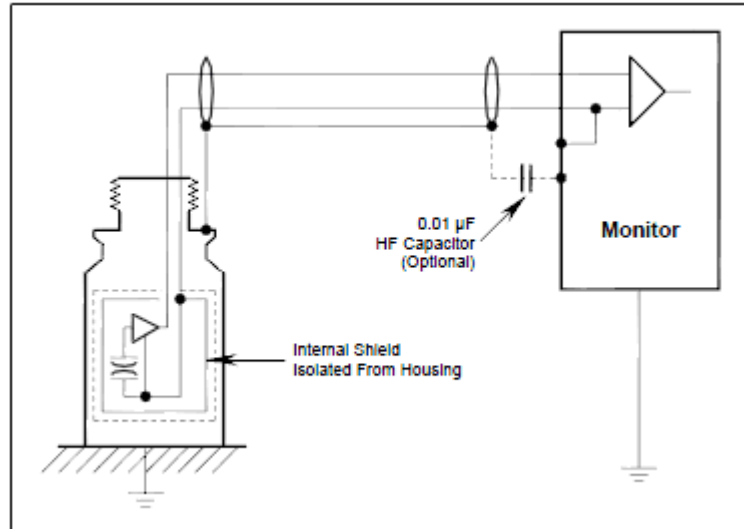 0.01 µF
HF Capacitor
(Optional)
Monitor
Internal Shield
Isolated From Housing